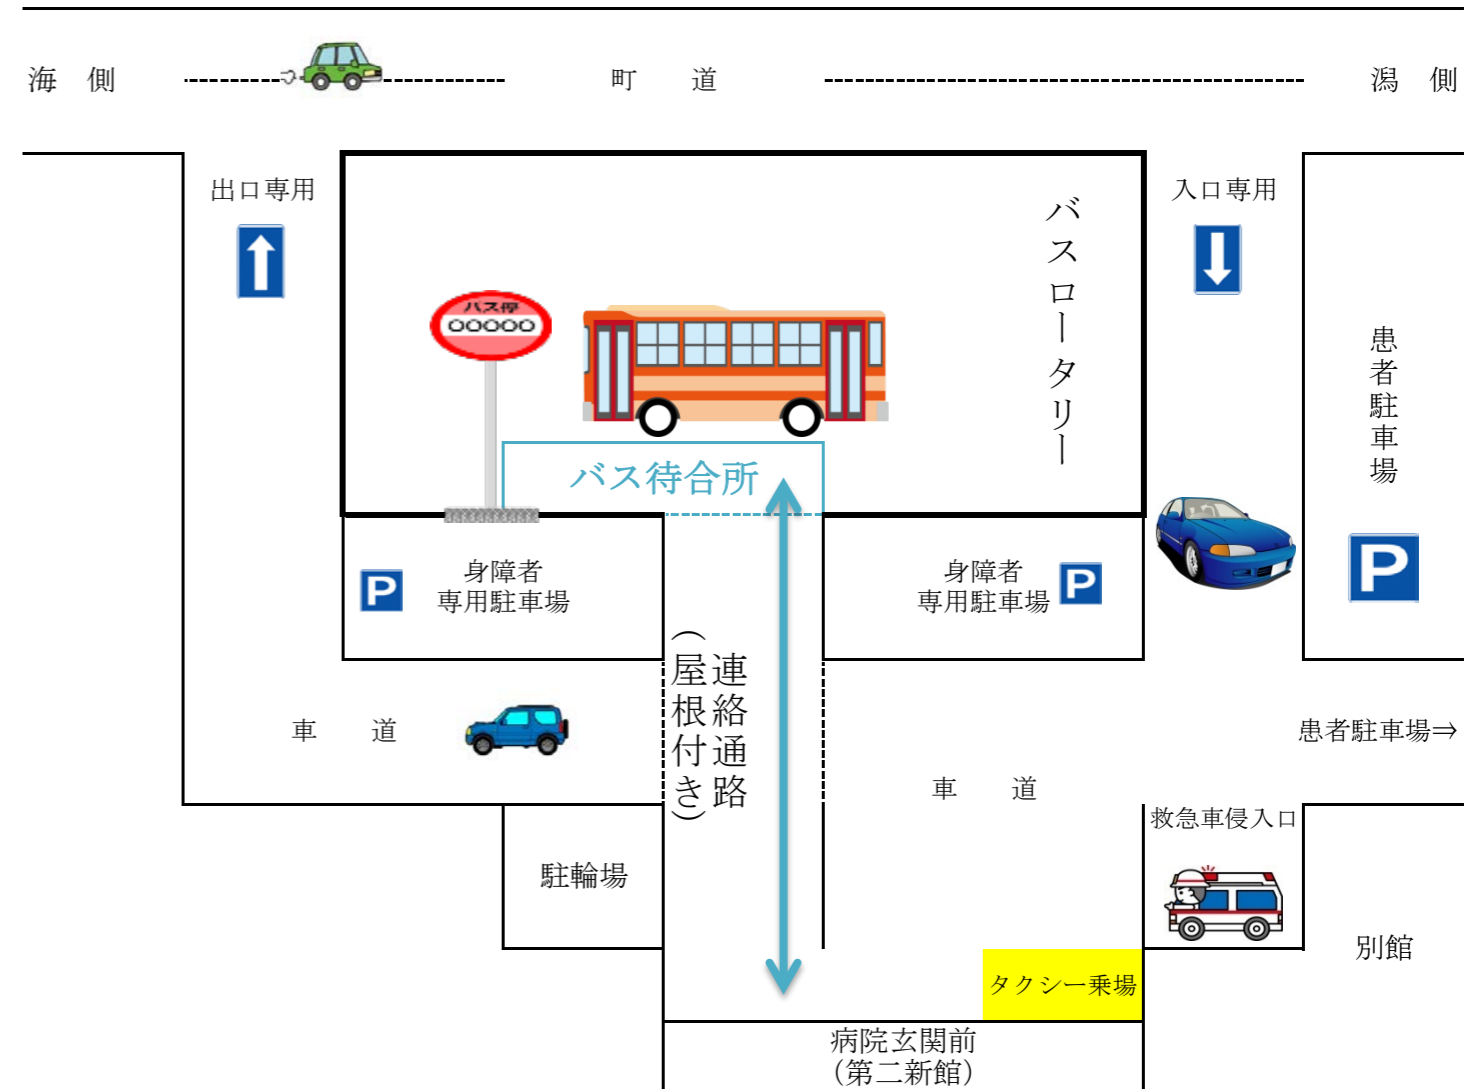 海　側
町　道
潟　側
出口専用
入口専用
バスロータリー
バス停
○○○○○
患者駐車場
P
バス待合所
P
身障者
専用駐車場
身障者
専用駐車場
P
連絡通路
（屋根付き）
車　道
患者駐車場⇒
車　道
救急車侵入口
駐輪場
別館
タクシー乗場
病院玄関前
（第二新館）